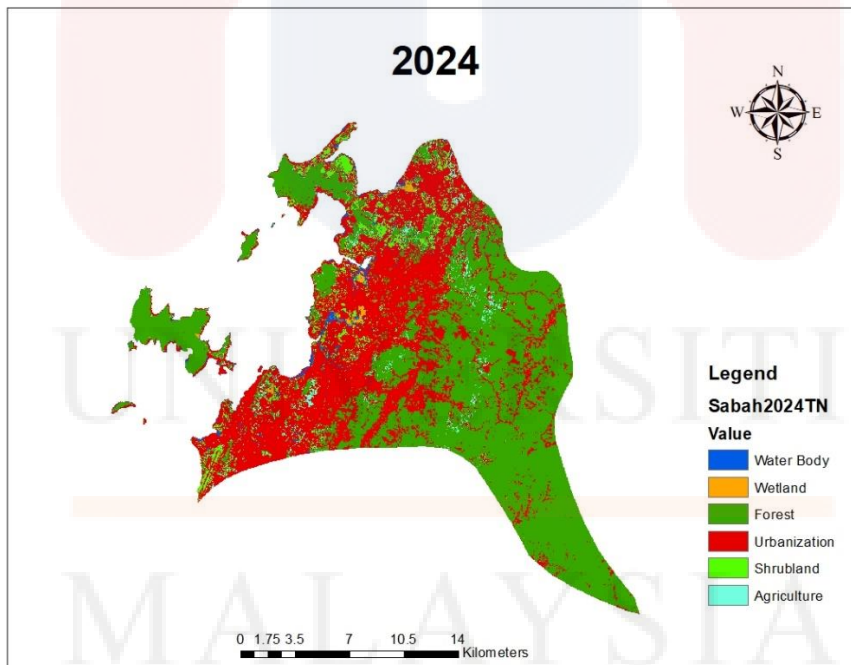 2024
N
W E
S
UNIVERSITI
Legend
Sabah2024TN
Value
Water Body
Wetland
Forest
Urbanization
Shrubland
Agriculture
MALAYSIA
0 1.75 3.5 7 10.5 14
Kilometers